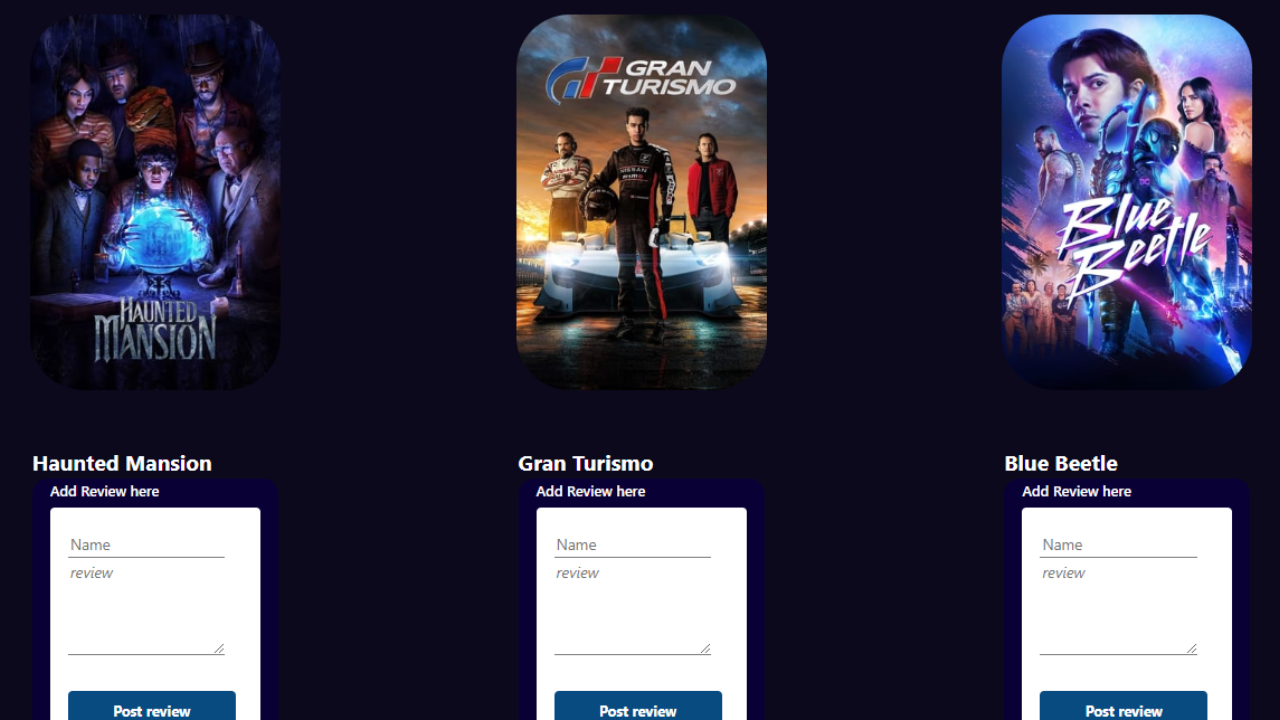 HAUNTED
MANSION
GRAN
TURISMO
NISSAN
Blue
Beetle
Haunted Mansion
Gran Turismo
Blue Beetle
Add Review here
Add Review here
Add Review here
Name
Name
Name
review
review
review
Post review
Post review
Post review